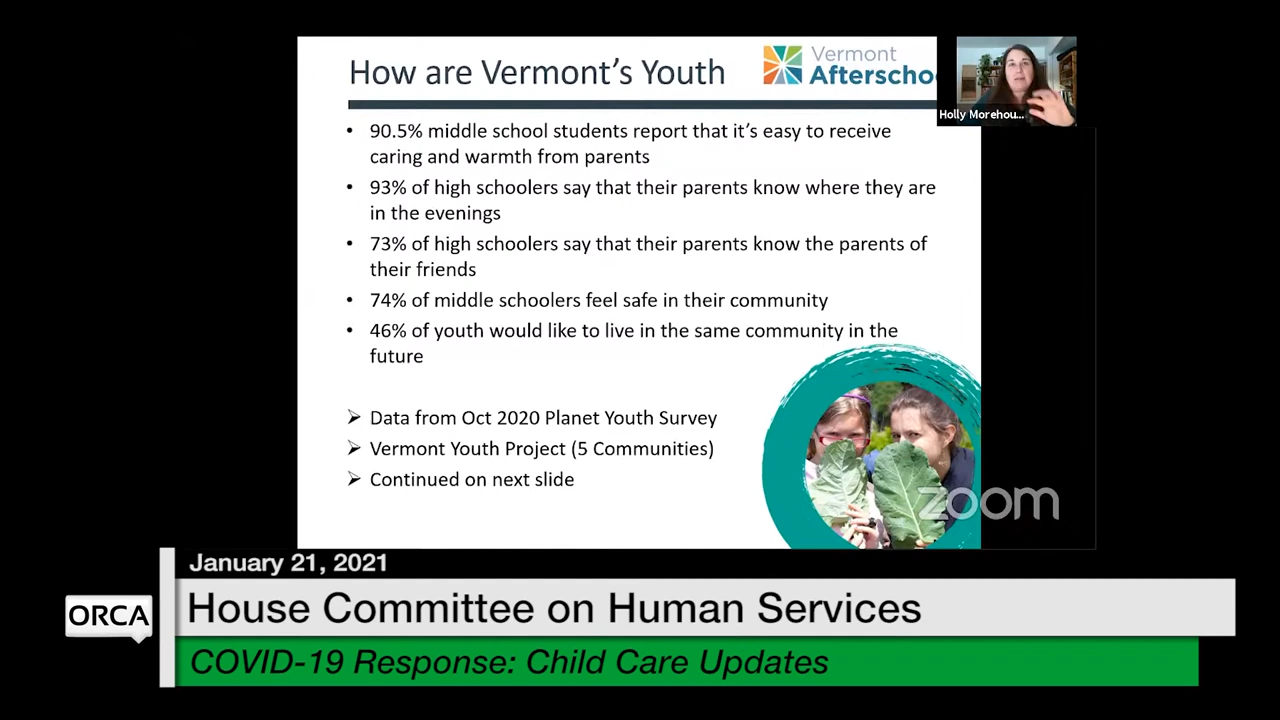 How are Vermont's Youth
Vermont
Afterschoo
Holly Morehou...
• 90.5% middle school students report that it's easy to receive
caring and warmth from parents
• 93% of high schoolers say that their parents know where they are
in the evenings
• 73% of high schoolers say that their parents know the parents of
their friends
• 74% of middle schoolers feel safe in their community
• 46% of youth would like to live in the same community in the
future
➢ Data from Oct 2020 Planet Youth Survey
➢ Vermont Youth Project (5 Communities)
➢ Continued on next slide
zoom
January 21, 2021
ORCA
House Committee on Human Services
COVID-19 Response: Child Care Updates